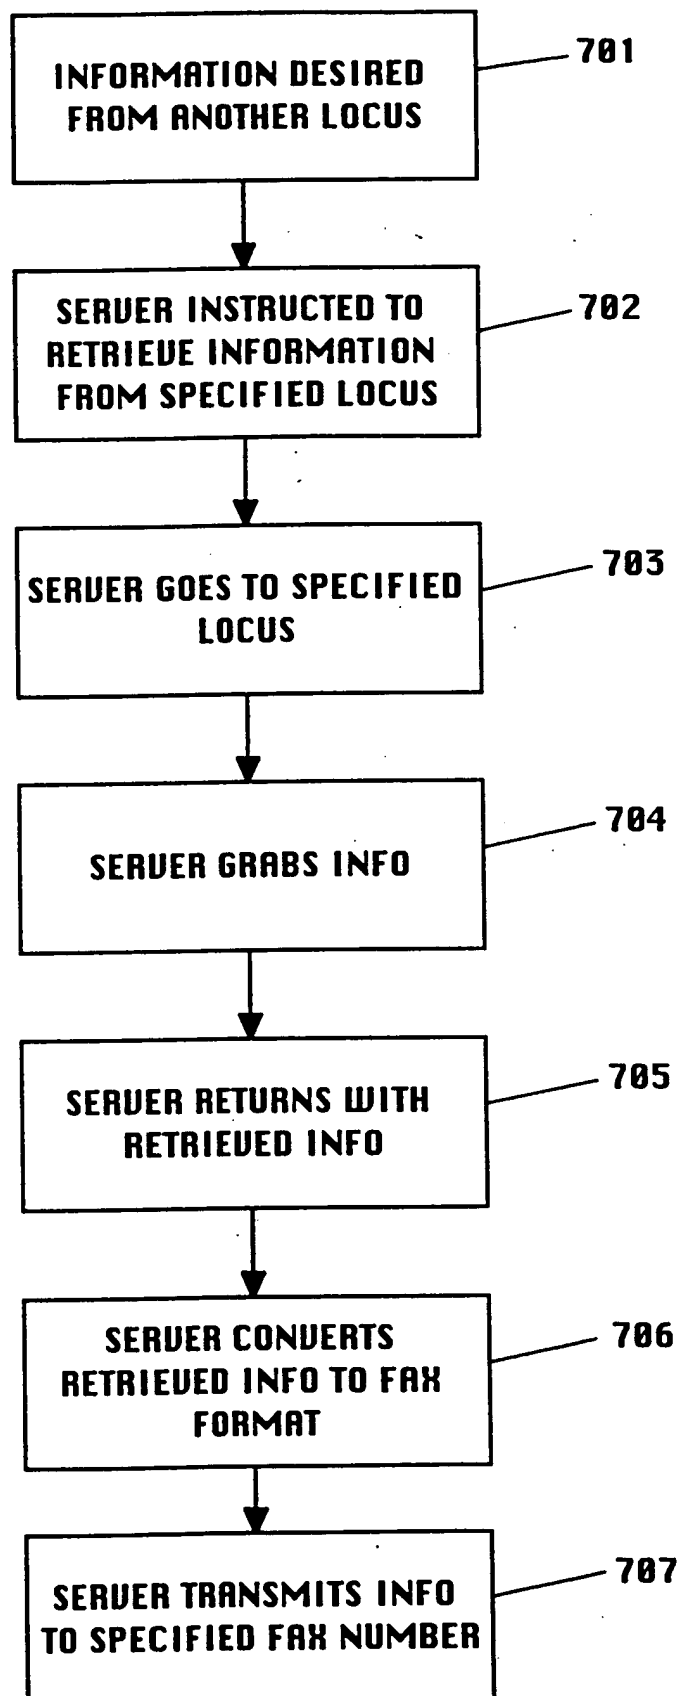 INFORMATION DESIRED
FROM ANOTHER LOCUS
701
SERVER INSTRUCTED TO
RETRIEVE INFORMATION
FROM SPECIFIED LOCUS
702
SERVER GOES TO SPECIFIED
LOCUS
703
SERVER GRABS INFO
704
SERVER RETURNS WITH
RETRIEVED INFO
705
SERVER CONVERTS
RETRIEVED INFO TO FAX
FORMAT
706
SERVER TRANSMITS INFO
TO SPECIFIED FAX NUMBER
707